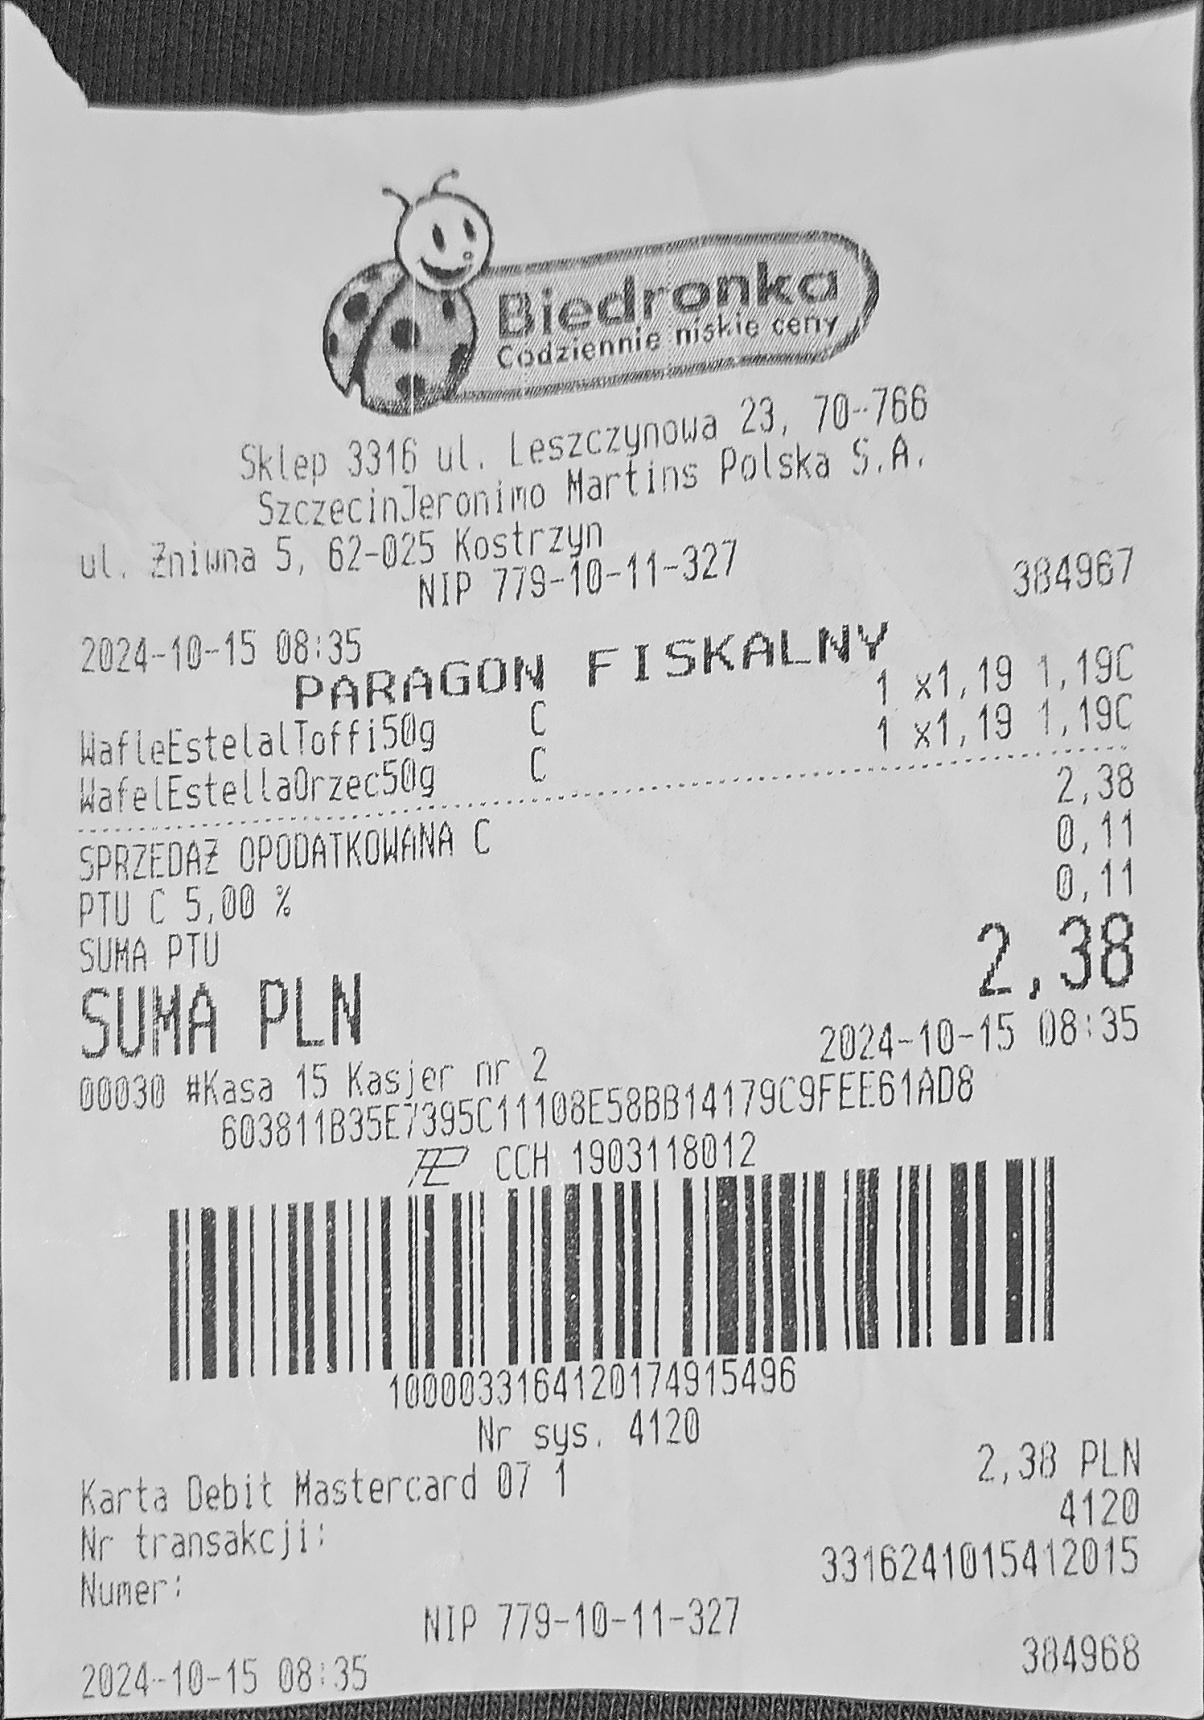 Biedronka
Codziennie niskie ceny
Sklep 3316 ul. Leszczynowa 23, 70-766
SzczecinJeronimo Martins Polska S.A.
ul. Żniwna 5, 62-025 Kostrzyn
NIP 779-10-11-327
2024-10-15 08:35 384967
PARAGON FISKALNY
WafleEstelalToffi50g C 1 x1,19 1,19C
WafelEstellaOrzec50g C 1 x1,19 1,19C
SPRZEDAŻ OPODATKOWANA C 2,38
PTU C 5,00 % 0,11
SUMA PTU 0,11
SUMA PLN 2,38
00030 #Kasa 15 Kasjer nr 2 2024-10-15 08:35
603811B35E7395C11108E58BB14179C9FEE61AD8
CCH 1903118012
1000033164120174915496
Nr sys. 4120
Karta Debit Mastercard 07 1 2,38 PLN
Nr transakcji: 4120
Numer: 3316241015412015
NIP 779-10-11-327
2024-10-15 08:35 384968